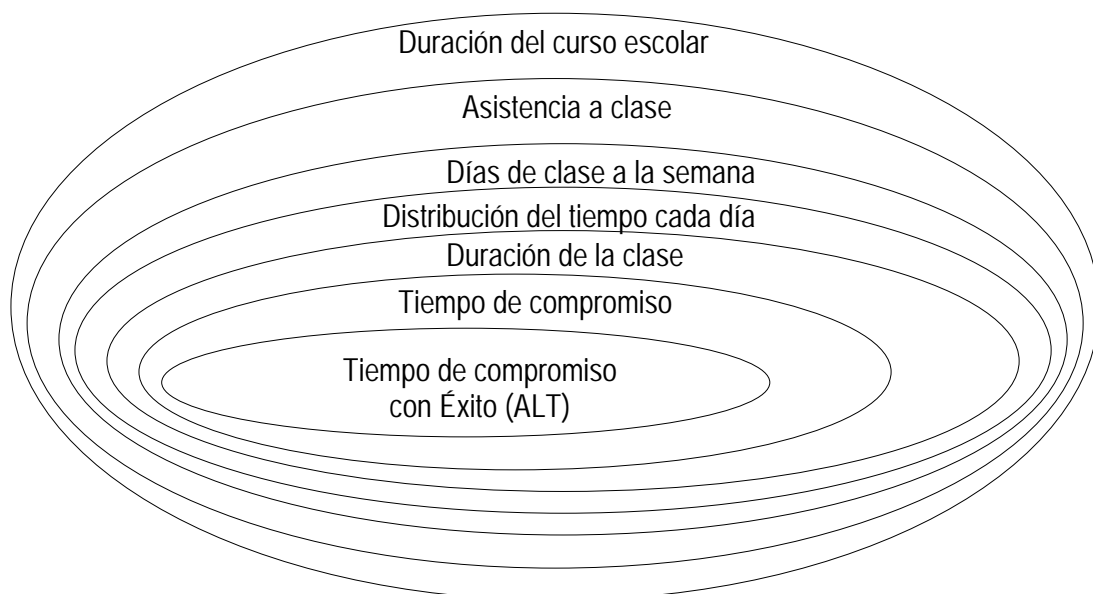 Duración del curso escolar
Asistencia a clase
Días de clase a la semana
Distribución del tiempo cada día
Duración de la clase
Tiempo de compromiso
Tiempo de compromiso
con Éxito (ALT)